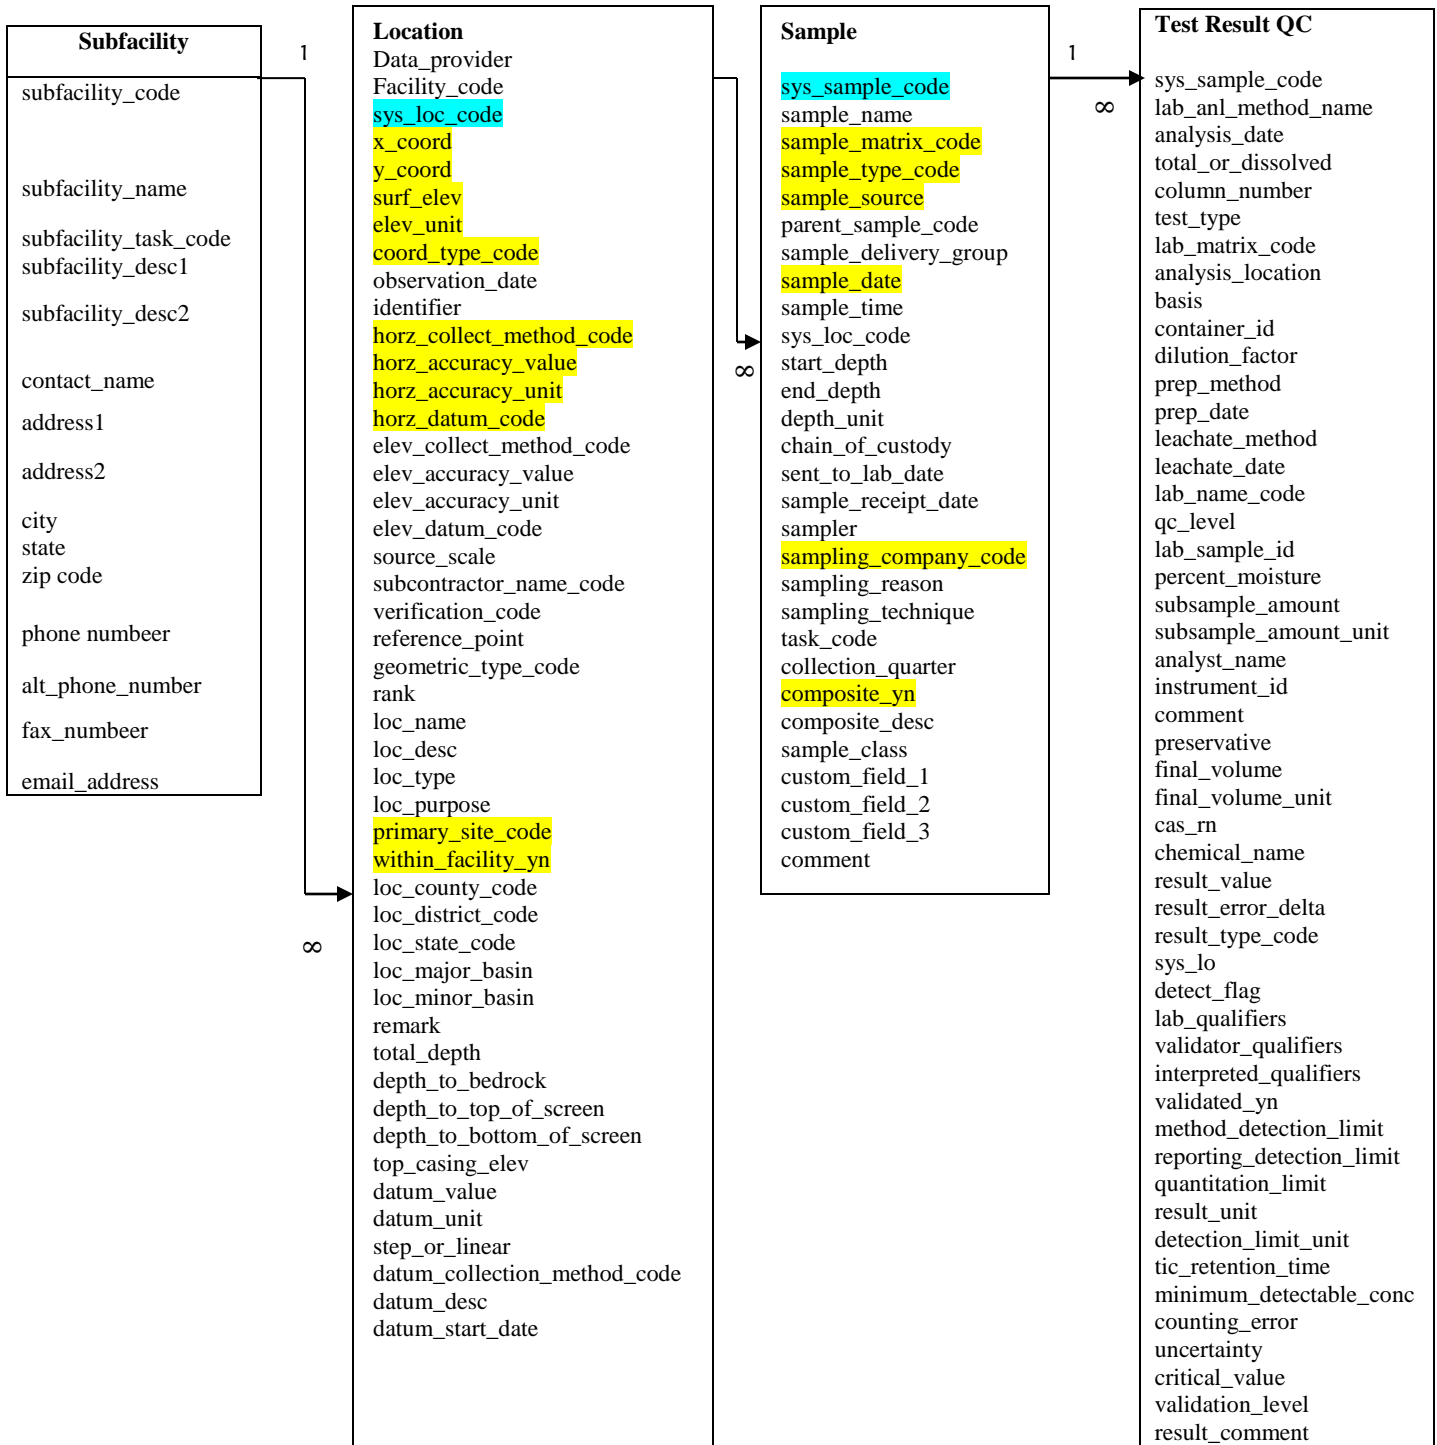 Subfacility
subfacility_code
subfacility_name
subfacility_task_code
subfacility_desc1
subfacility_desc2
contact_name
address1
address2
city
state
zip code
phone numbeer
alt_phone_number
fax_numbeer
email_address
1
∞
Location
Data_provider
Facility_code
sys_loc_code
x_coord
y_coord
surf_elev
elev_unit
coord_type_code
observation_date
identifier
horz_collect_method_code
horz_accuracy_value
horz_accuracy_unit
horz_datum_code
elev_collect_method_code
elev_accuracy_value
elev_accuracy_unit
elev_datum_code
source_scale
subcontractor_name_code
verification_code
reference_point
geometric_type_code
rank
loc_name
loc_desc
loc_type
loc_purpose
primary_site_code
within_facility_yn
loc_county_code
loc_district_code
loc_state_code
loc_major_basin
loc_minor_basin
remark
total_depth
depth_to_bedrock
depth_to_top_of_screen
depth_to_bottom_of_screen
top_casing_elev
datum_value
datum_unit
step_or_linear
datum_collection_method_code
datum_desc
datum_start_date
∞
Sample
sys_sample_code
sample_name
sample_matrix_code
sample_type_code
sample_source
parent_sample_code
sample_delivery_group
sample_date
sample_time
sys_loc_code
start_depth
end_depth
depth_unit
chain_of_custody
sent_to_lab_date
sample_receipt_date
sampler
sampling_company_code
sampling_reason
sampling_technique
task_code
collection_quarter
composite_yn
composite_desc
sample_class
custom_field_1
custom_field_2
custom_field_3
comment
1
∞
Test Result QC
sys_sample_code
lab_anl_method_name
analysis_date
total_or_dissolved
column_number
test_type
lab_matrix_code
analysis_location
basis
container_id
dilution_factor
prep_method
prep_date
leachate_method
leachate_date
lab_name_code
qc_level
lab_sample_id
percent_moisture
subsample_amount
subsample_amount_unit
analyst_name
instrument_id
comment
preservative
final_volume
final_volume_unit
cas_rn
chemical_name
result_value
result_error_delta
result_type_code
sys_lo
detect_flag
lab_qualifiers
validator_qualifiers
interpreted_qualifiers
validated_yn
method_detection_limit
reporting_detection_limit
quantitation_limit
result_unit
detection_limit_unit
tic_retention_time
minimum_detectable_conc
counting_error
uncertainty
critical_value
validation_level
result_comment